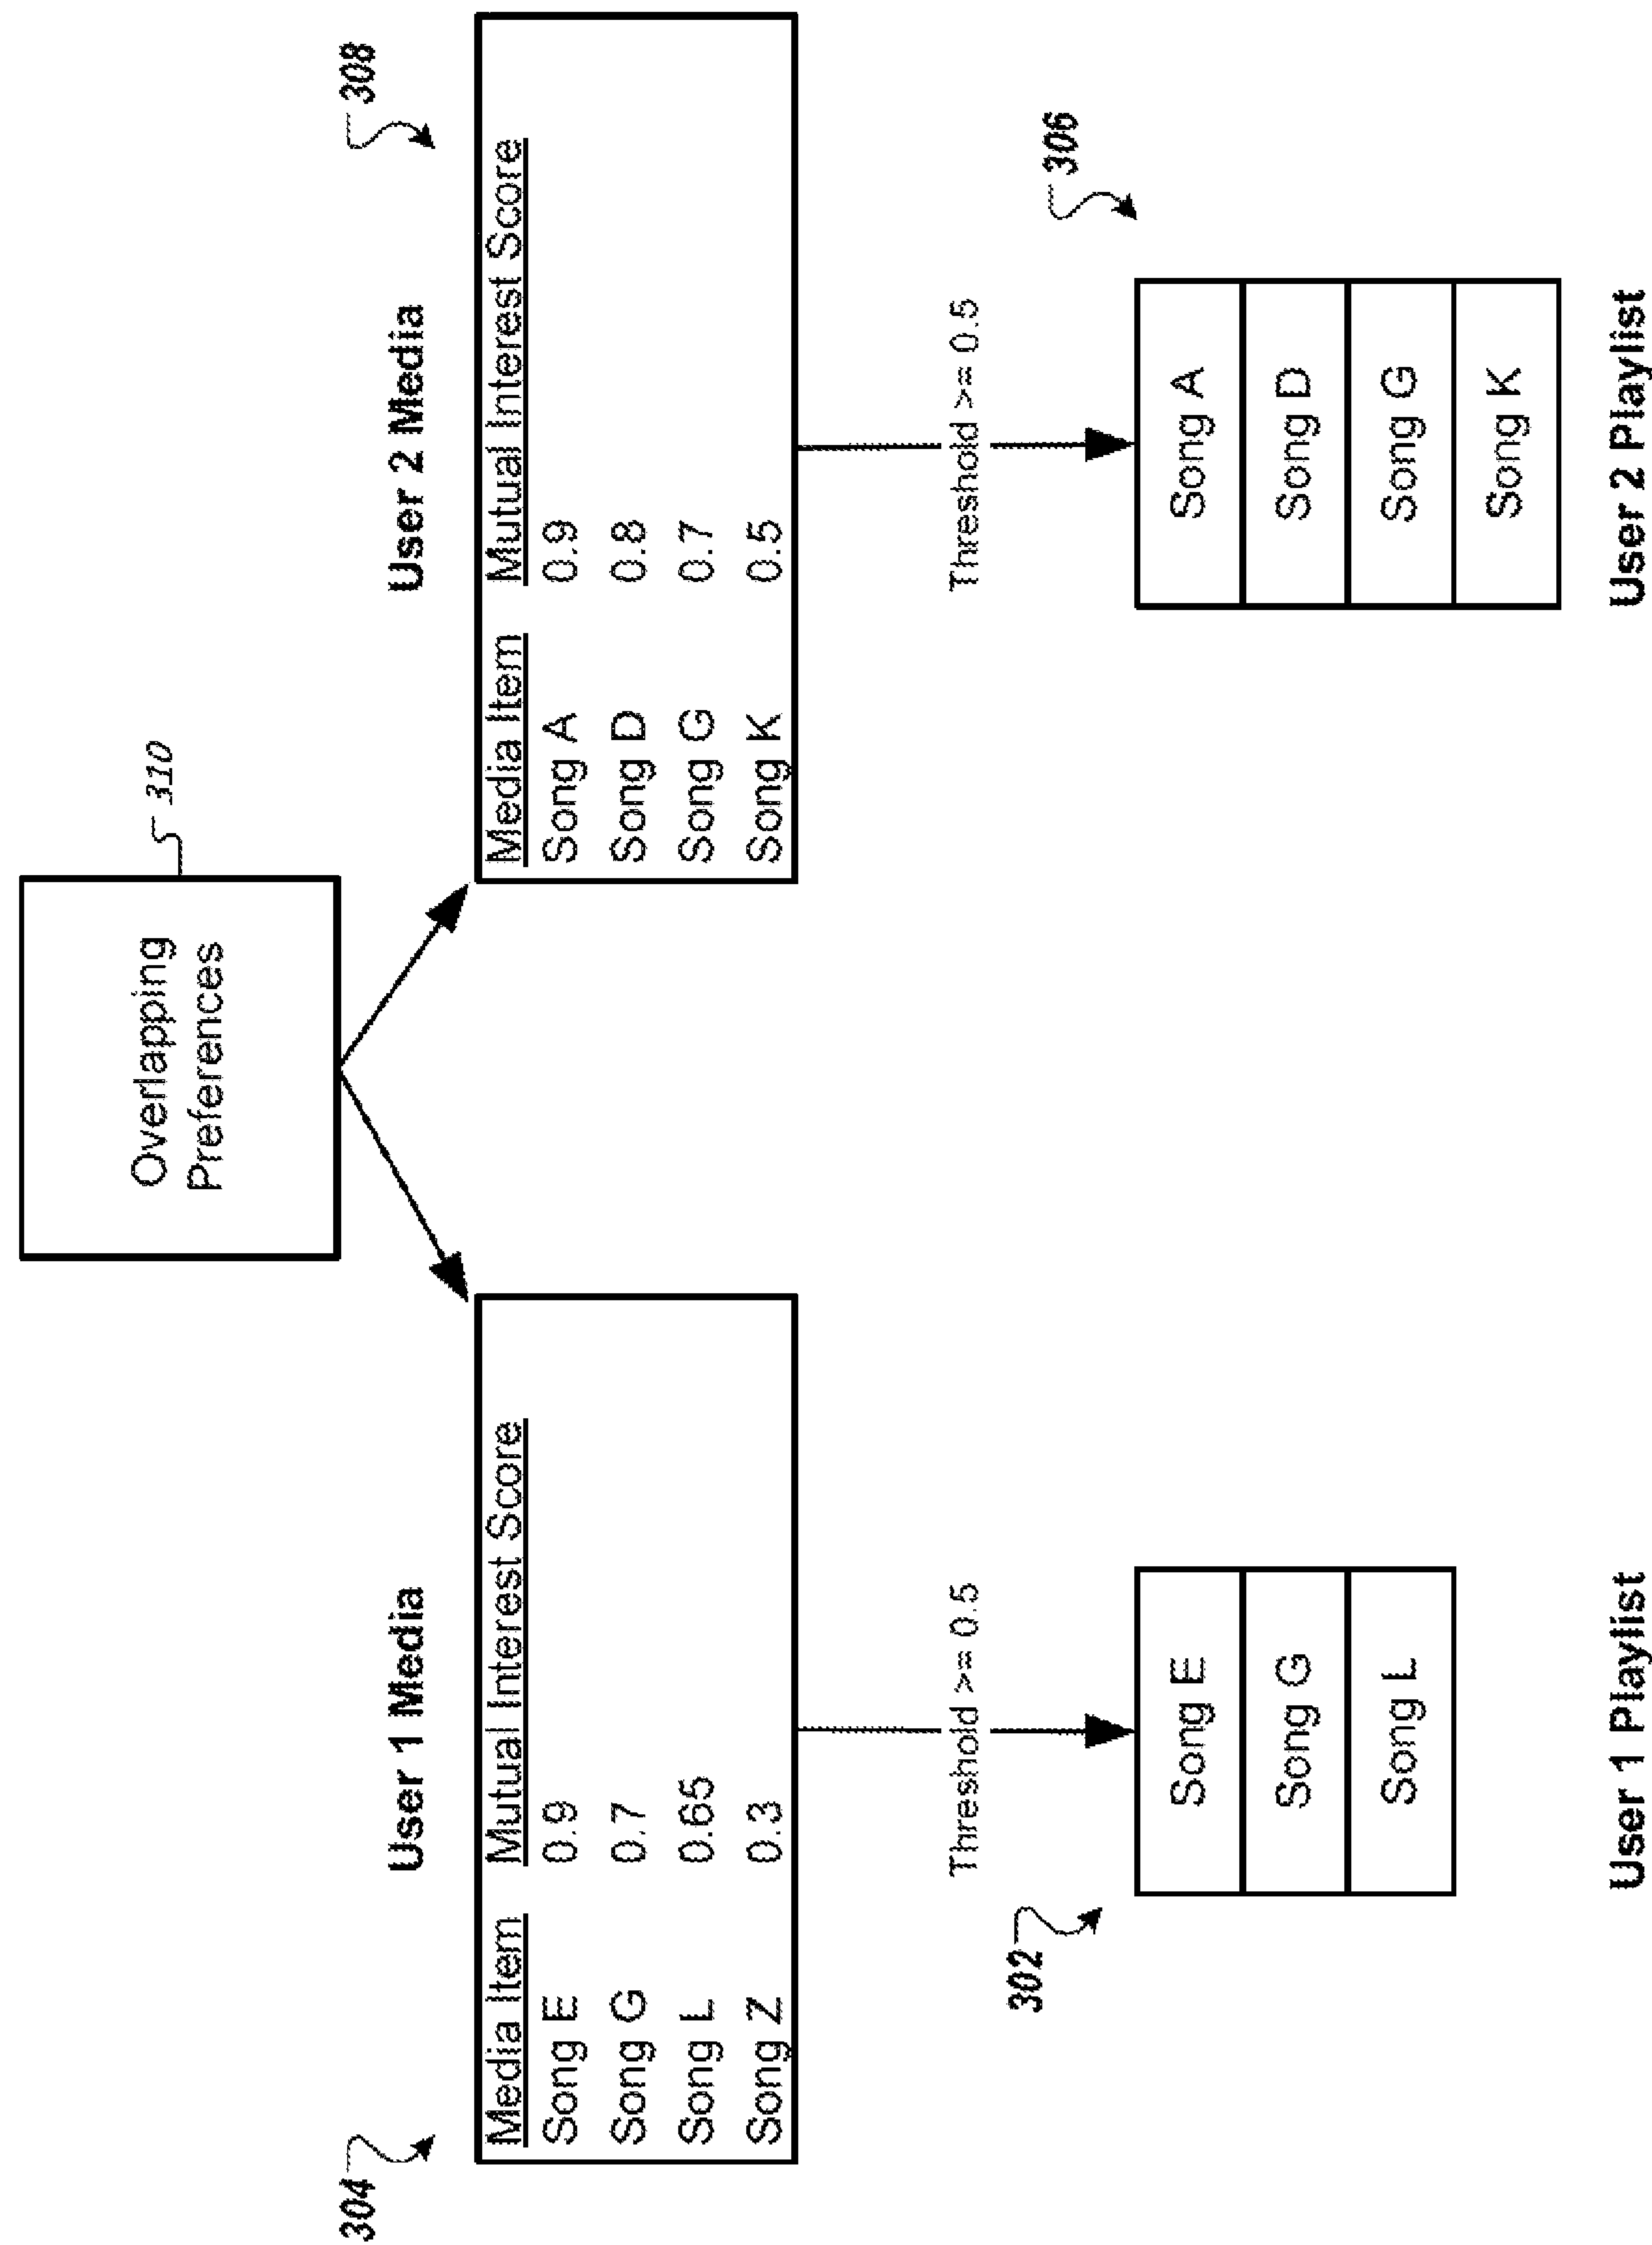 Overlapping
Preferences
310
304
User 1 Media
Media Item Mutual Interest Score
Song E 0.9
Song G 0.7
Song L 0.65
Song Z 0.3
308
User 2 Media
Media Item Mutual Interest Score
Song A 0.9
Song D 0.8
Song G 0.7
Song K 0.5
Threshold >= 0.5
302
Song E
Song G
Song L
User 1 Playlist
Threshold >= 0.5
306
Song A
Song D
Song G
Song K
User 2 Playlist